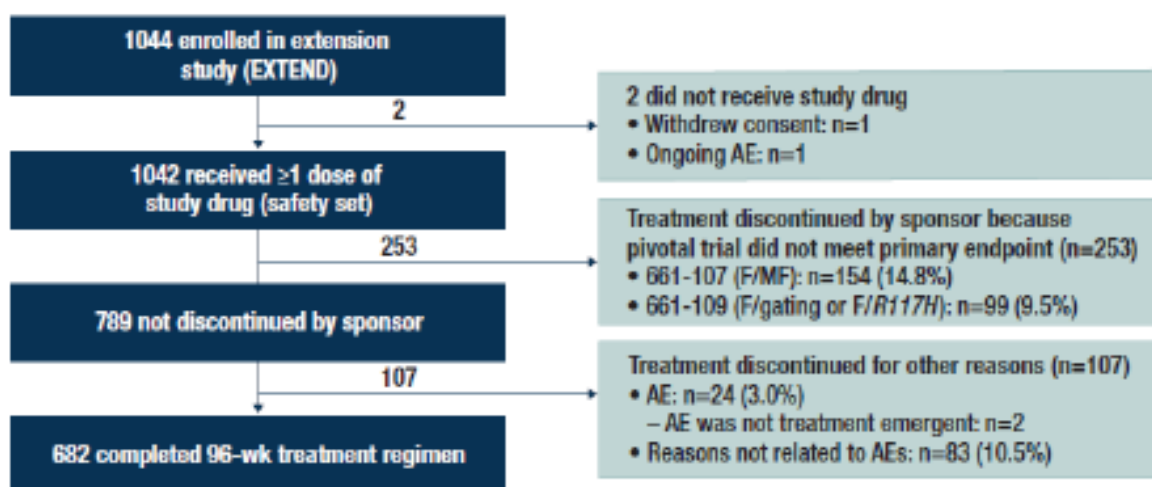 1044 enrolled in extension
study (EXTEND)
2
2 did not receive study drug
• Withdrew consent: n=1
• Ongoing AE: n=1
1042 received ≥1 dose of
study drug (safety set)
253
Treatment discontinued by sponsor because
pivotal trial did not meet primary endpoint (n=253)
• 661-107 (F/MF): n=154 (14.8%)
• 661-109 (F/gating or F/R117H): n=99 (9.5%)
789 not discontinued by sponsor
107
Treatment discontinued for other reasons (n=107)
• AE: n=24 (3.0%)
– AE was not treatment emergent: n=2
• Reasons not related to AEs: n=83 (10.5%)
682 completed 96-wk treatment regimen